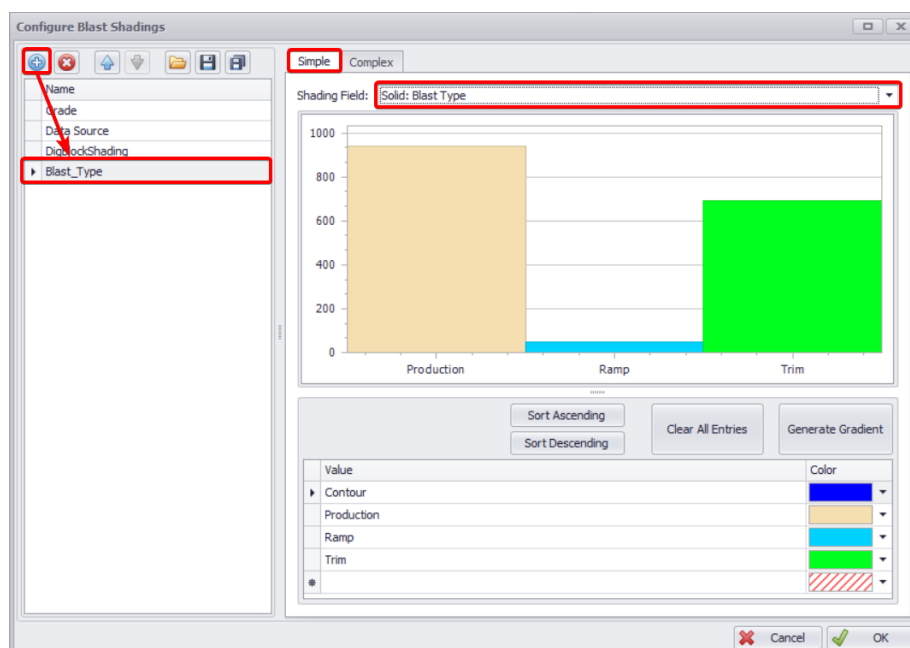 Configure Blast Shadings
Name
Grade
Data Source
DigBlockShading
Blast_Type
Simple Complex
Shading Field: Solid: Blast Type
1000
800
600
400
200
0
Production Ramp Trim
Sort Ascending
Sort Descending
Clear All Entries
Generate Gradient
Value Color
Contour
Production
Ramp
Trim
Cancel OK